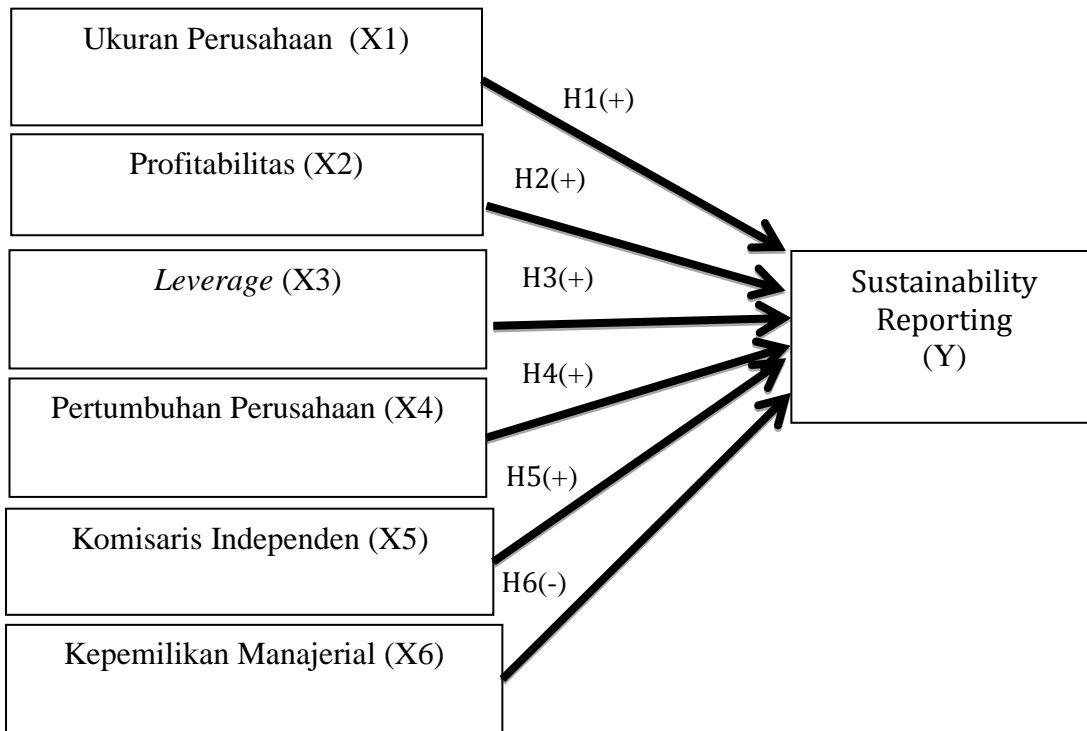 Ukuran Perusahaan (X1)
H1(+)
Profitabilitas (X2)
H2(+)
Leverage (X3)
H3(+)
Sustainability
Reporting
(Y)
H4(+)
Pertumbuhan Perusahaan (X4)
H5(+)
Komisaris Independen (X5)
H6(-)
Kepemilikan Manajerial (X6)